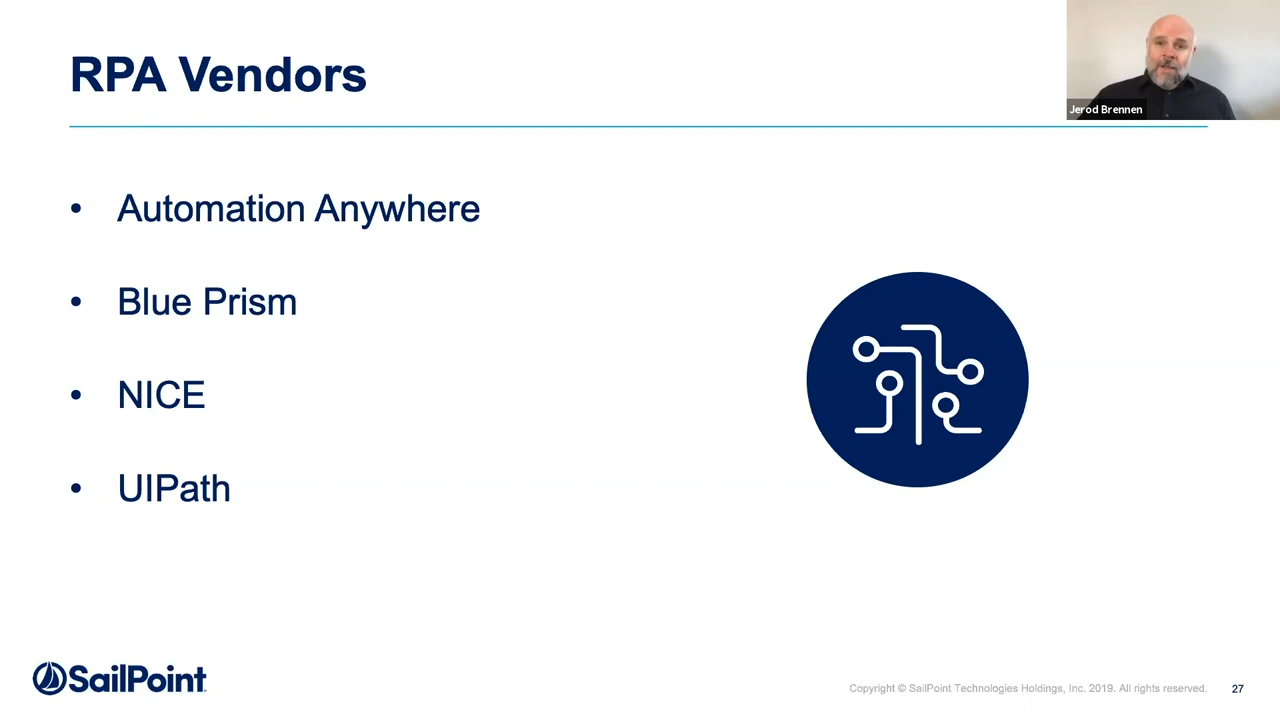 RPA Vendors
Jerod Brennen
• Automation Anywhere
• Blue Prism
• NICE
• UIPath
SailPoint
Copyright © SailPoint Technologies Holdings, Inc. 2019. All rights reserved.
27